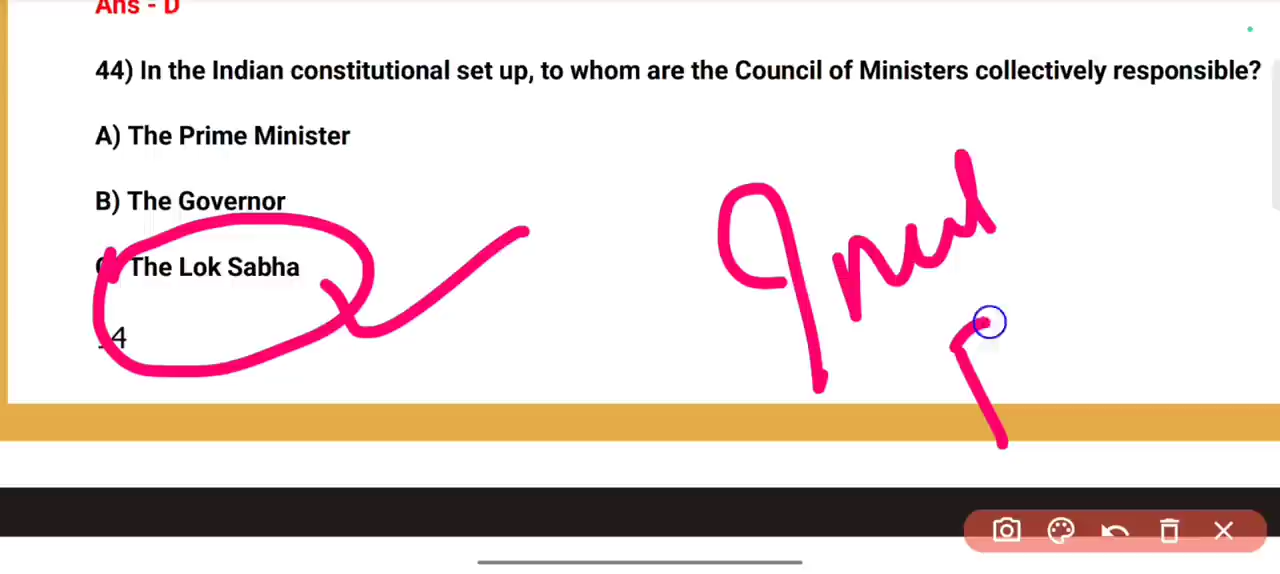 Ans - D
44) In the Indian constitutional set up, to whom are the Council of Ministers collectively responsible?
A) The Prime Minister
B) The Governor
C) The Lok Sabha
14